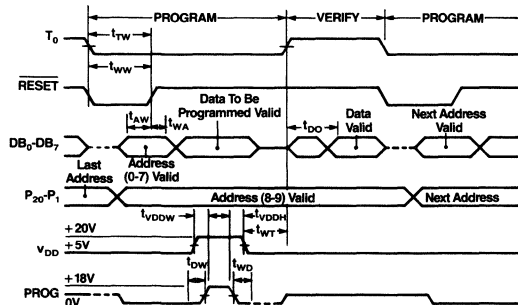 PROGRAM VERIFY PROGRAM
T0
tTW
tWW
RESET
tAW tWA
Data To Be
Programmed Valid
tDO
Data
Valid
Next Address
Valid
DB0-DB7
Last
Address
Address
(0-7) Valid
P20-P1
Address (8-9) Valid
Next Address
tVDDW tVDDH
+20V
tWT
vDD
+5V
tDW tWD
+18V
PROG
0V